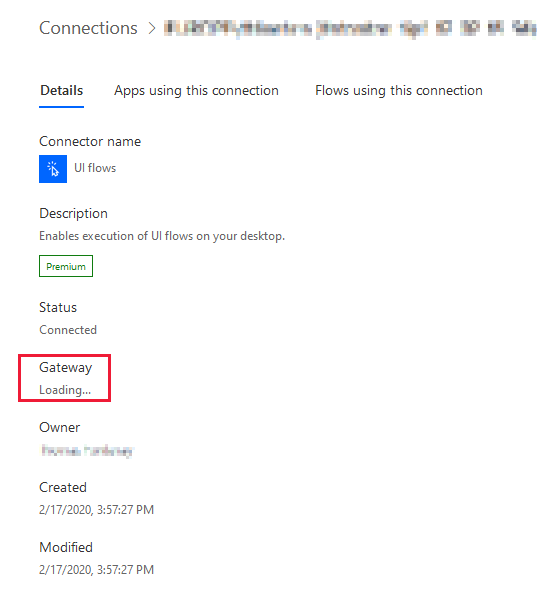 Connections >
Details Apps using this connection Flows using this connection
Connector name
UI flows
Description
Enables execution of UI flows on your desktop.
Premium
Status
Connected
Gateway
Loading...
Owner
Created
2/17/2020, 3:57:27 PM
Modified
2/17/2020, 3:57:27 PM